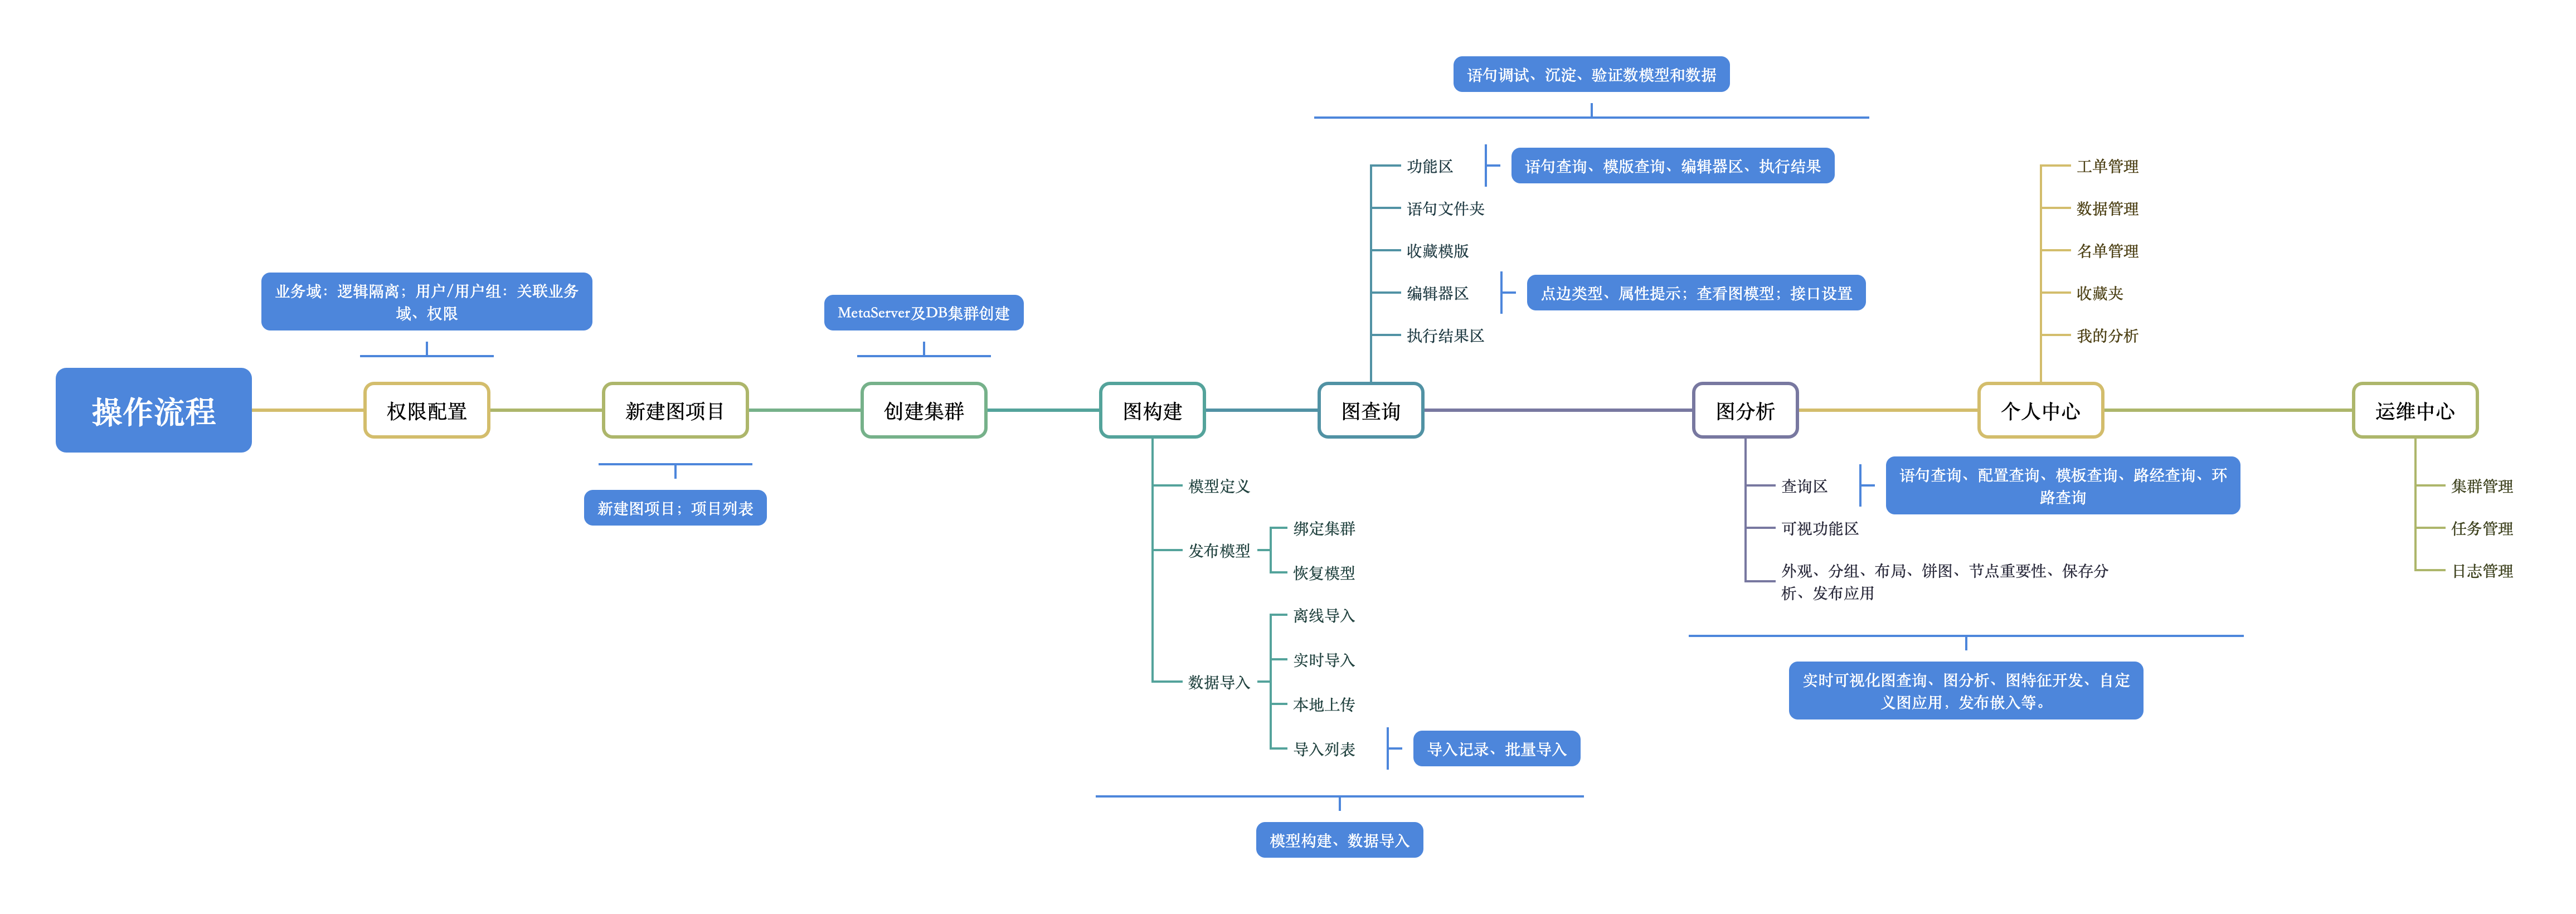 操作流程
业务域：逻辑隔离；用户/用户组：关联业务
域、权限
权限配置
新建图项目
新建图项目；项目列表
MetaServer及DB集群创建
创建集群
图构建
模型定义
发布模型
绑定集群
恢复模型
数据导入
离线导入
实时导入
本地上传
导入列表
导入记录、批量导入
模型构建、数据导入
语句调试、沉淀、验证数模型和数据
功能区
语句查询、模版查询、编辑器区、执行结果
语句文件夹
收藏模版
编辑器区
点边类型、属性提示；查看图模型；接口设置
执行结果区
图查询
图分析
查询区
语句查询、配置查询、模板查询、路经查询、环
路查询
可视功能区
外观、分组、布局、饼图、节点重要性、保存分
析、发布应用
实时可视化图查询、图分析、图特征开发、自定
义图应用，发布嵌入等。
工单管理
数据管理
名单管理
收藏夹
我的分析
个人中心
运维中心
集群管理
任务管理
日志管理